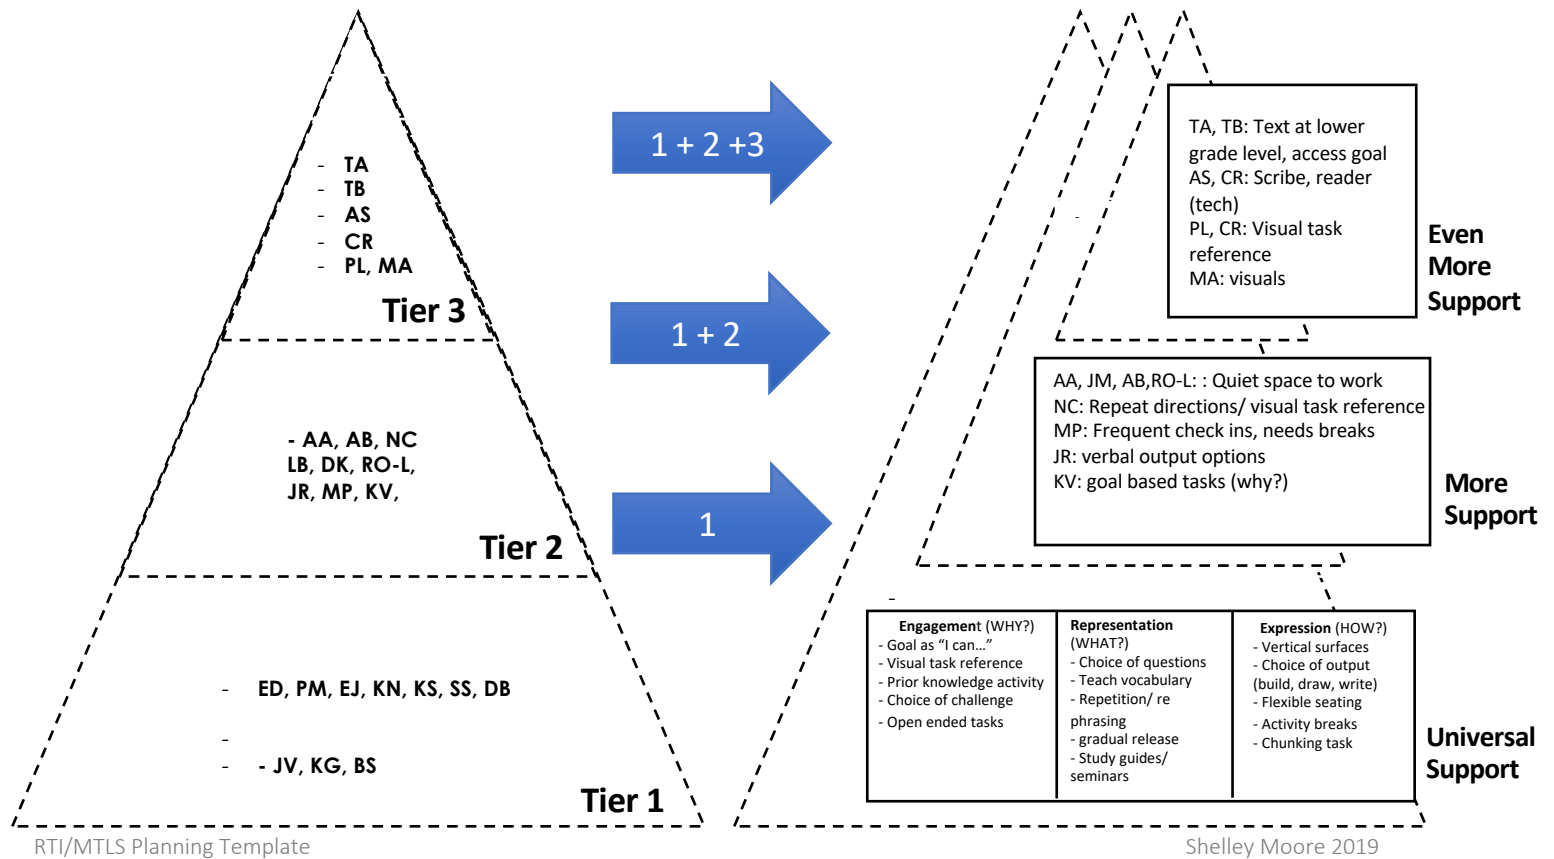 - TA
- TB
- AS
- CR
- PL, MA
Tier 3
- AA, AB, NC
LB, DK, RO-L,
JR, MP, KV,
Tier 2
- ED, PM, EJ, KN, KS, SS, DB
-
- - JV, KG, BS
Tier 1
1 + 2 +3
1 + 2
1
TA, TB: Text at lower
grade level, access goal
AS, CR: Scribe, reader
(tech)
PL, CR: Visual task
reference
MA: visuals
Even
More
Support
AA, JM, AB,RO-L: : Quiet space to work
NC: Repeat directions/ visual task reference
MP: Frequent check ins, needs breaks
JR: verbal output options
KV: goal based tasks (why?)
More
Support
Engagement (WHY?)
- Goal as “I can…”
- Visual task reference
- Prior knowledge activity
- Choice of challenge
- Open ended tasks
Representation
(WHAT?)
- Choice of questions
- Teach vocabulary
- Repetition/ re
phrasing
- gradual release
- Study guides/
seminars
Expression (HOW?)
- Vertical surfaces
- Choice of output
(build, draw, write)
- Flexible seating
- Activity breaks
- Chunking task
Universal
Support
RTI/MTLS Planning Template
Shelley Moore 2019